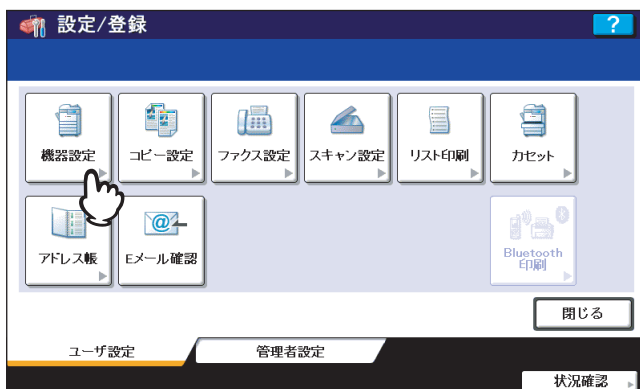 設定/登録
?
機器設定
コピー設定
ファクス設定
スキャン設定
リスト印刷
カセット
アドレス帳
@
Eメール確認
Bluetooth
印刷
閉じる
ユーザ設定
管理者設定
状況確認